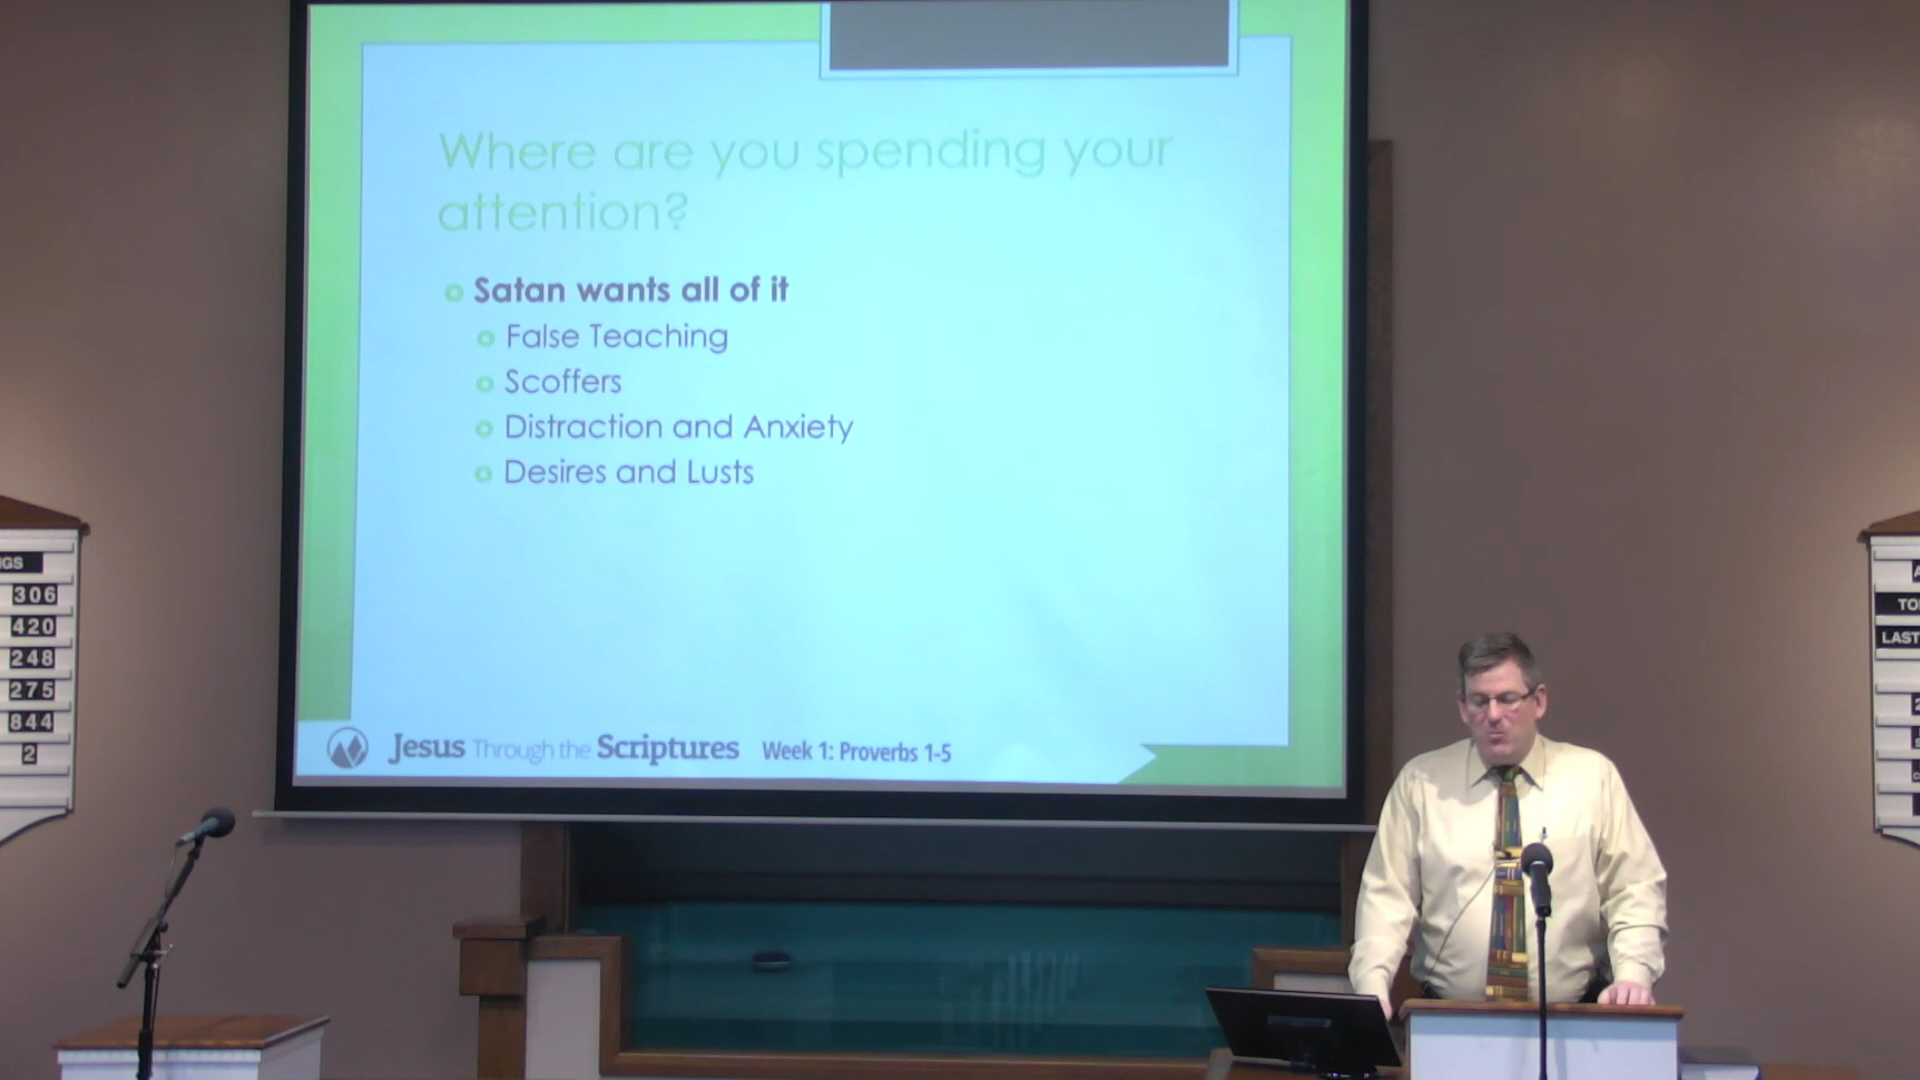 Where are you spending your
attention?
Satan wants all of it
False Teaching
Scoffers
Distraction and Anxiety
Desires and Lusts
Jesus Through the Scriptures Week 1: Proverbs 1-5
GS
306
420
248
275
844
2
LAST